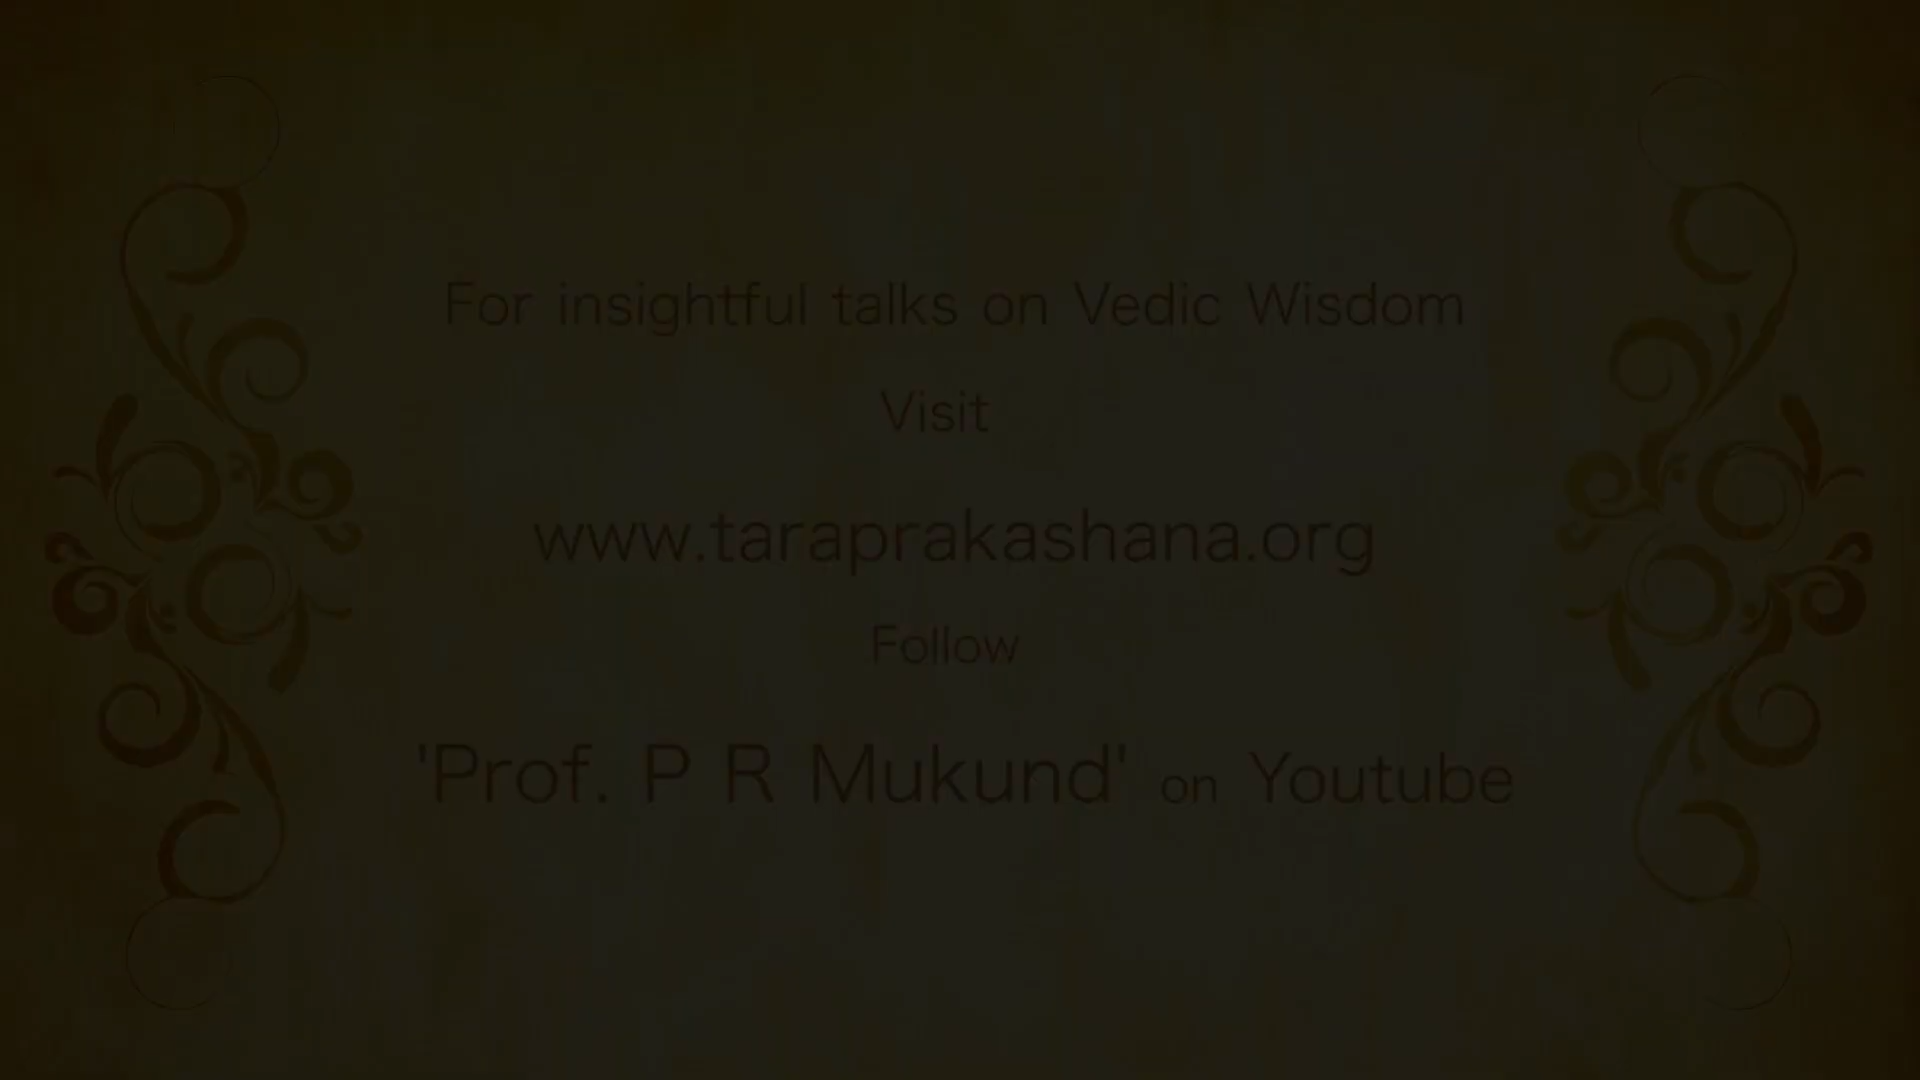 For insightful talks on Vedic Wisdom
Visit
www.taraprakashana.org
Follow
'Prof. P R Mukund' on Youtube